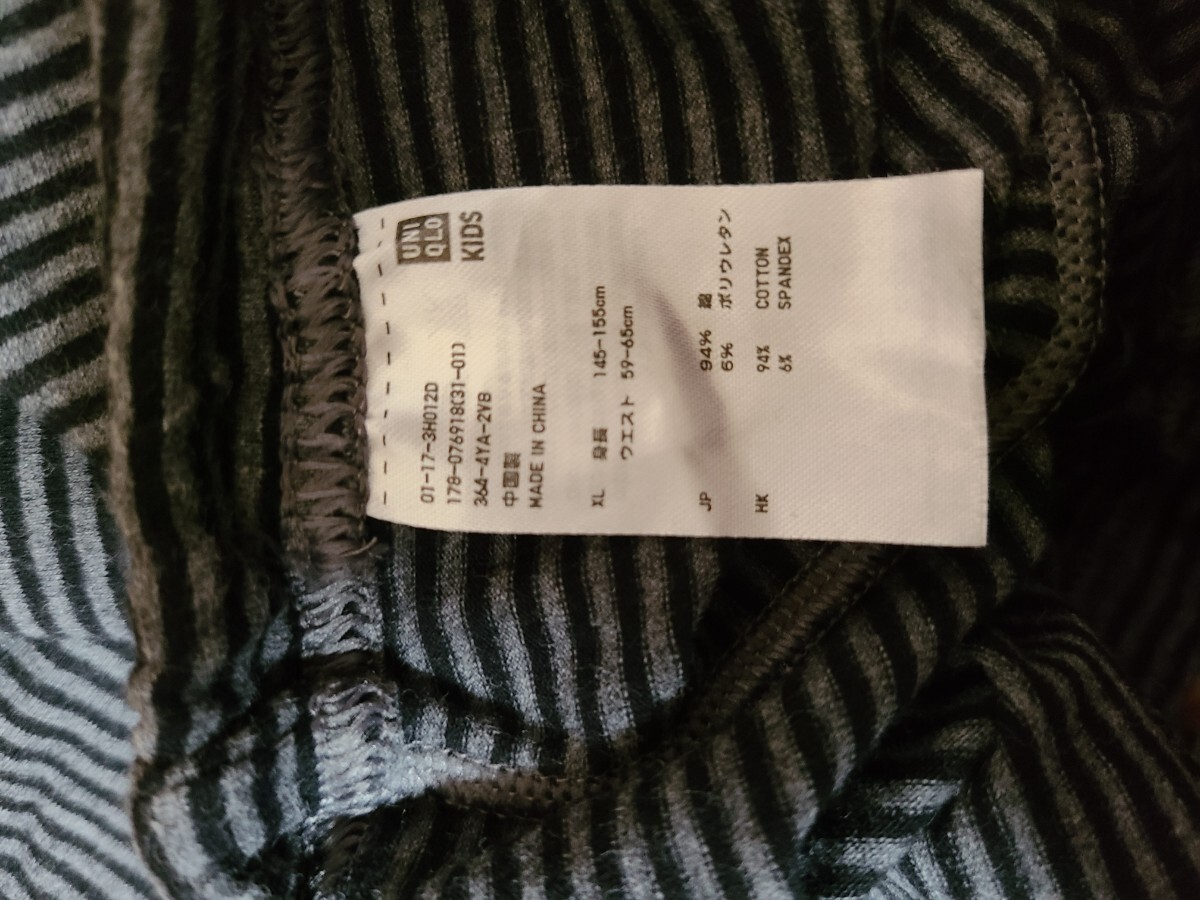 UNI
QLO
KIDS
01-17-3H012D
178-076918(31-01)
364-4YA-2YB
中国製
MADE IN CHINA
XL 身長 145-155cm
ウエスト 59-65cm
JP 94% 綿
6% ポリウレタン
HK 94% COTTON
6% SPANDEX